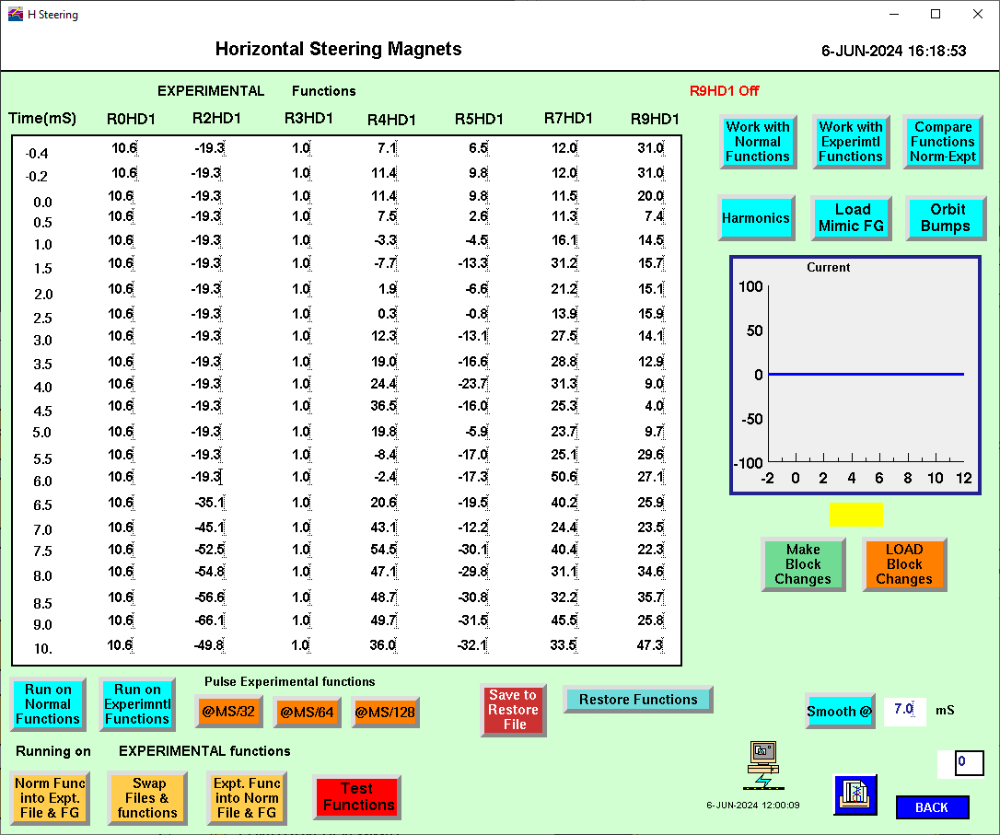 H Steering
Horizontal Steering Magnets 6-JUN-2024 16:18:53
EXPERIMENTAL Functions R9HD1 Off
Time(mS) R0HD1 R2HD1 R3HD1 R4HD1 R5HD1 R7HD1 R9HD1
-0.4 10.6 -19.3 1.0 7.1 6.5 12.0 31.0
-0.2 10.6 -19.3 1.0 11.4 9.8 12.0 31.0
0.0 10.6 -19.3 1.0 11.4 9.8 11.5 20.0
0.5 10.6 -19.3 1.0 7.5 2.6 11.3 7.4
1.0 10.6 -19.3 1.0 -3.3 -4.5 16.1 14.5
1.5 10.6 -19.3 1.0 -7.7 -13.3 31.2 15.7
2.0 10.6 -19.3 1.0 1.9 -6.6 21.2 15.1
2.5 10.6 -19.3 1.0 0.3 -0.8 13.9 15.9
3.0 10.6 -19.3 1.0 12.3 -13.1 27.5 14.1
3.5 10.6 -19.3 1.0 19.0 -16.6 28.8 12.9
4.0 10.6 -19.3 1.0 24.4 -23.7 31.3 9.0
4.5 10.6 -19.3 1.0 36.5 -16.0 25.3 4.0
5.0 10.6 -19.3 1.0 19.8 -5.9 23.7 9.7
5.5 10.6 -19.3 1.0 -8.4 -17.0 25.1 29.6
6.0 10.6 -19.3 1.0 -2.4 -17.3 50.6 27.1
6.5 10.6 -35.1 1.0 20.6 -19.5 40.2 25.9
7.0 10.6 -45.1 1.0 43.1 -12.2 24.4 23.5
7.5 10.6 -52.5 1.0 54.5 -30.1 40.4 22.3
8.0 10.6 -54.8 1.0 47.1 -29.8 31.1 34.6
8.5 10.6 -56.6 1.0 48.7 -30.8 32.2 35.7
9.0 10.6 -66.1 1.0 49.7 -31.5 45.5 25.8
10. 10.6 -49.8 1.0 36.0 -32.1 33.5 47.3
Work with
Normal
Functions
Work with
Experimtl
Functions
Compare
Functions
Norm-Expt
Harmonics
Load
Mimic FG
Orbit
Bumps
Current
100
50
0
-50
-100
-2 0 2 4 6 8 10 12
Make
Block
Changes
LOAD
Block
Changes
Run on
Normal
Functions
Run on
Experimntl
Functions
Pulse Experimental functions
@MS/32 @MS/64 @MS/128
Save to
Restore
File
Restore Functions
Smooth @ 7.0 mS
Running on EXPERIMENTAL functions
Norm Func
into Expt.
File & FG
Swap
Files &
functions
Expt. Func
into Norm
File & FG
Test
Functions
6-JUN-2024 12:00:09
0
BACK